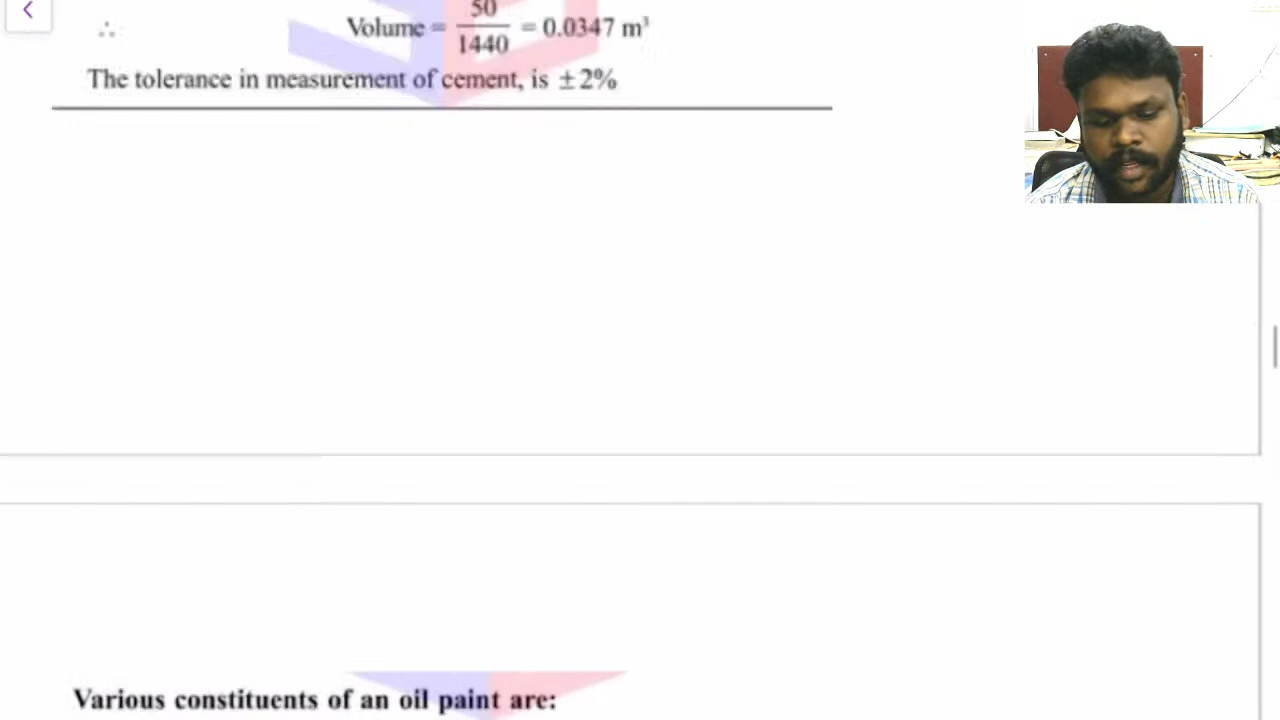 ∴ Volume = 50/1440 = 0.0347 m³
The tolerance in measurement of cement, is ±2%
Various constituents of an oil paint are: